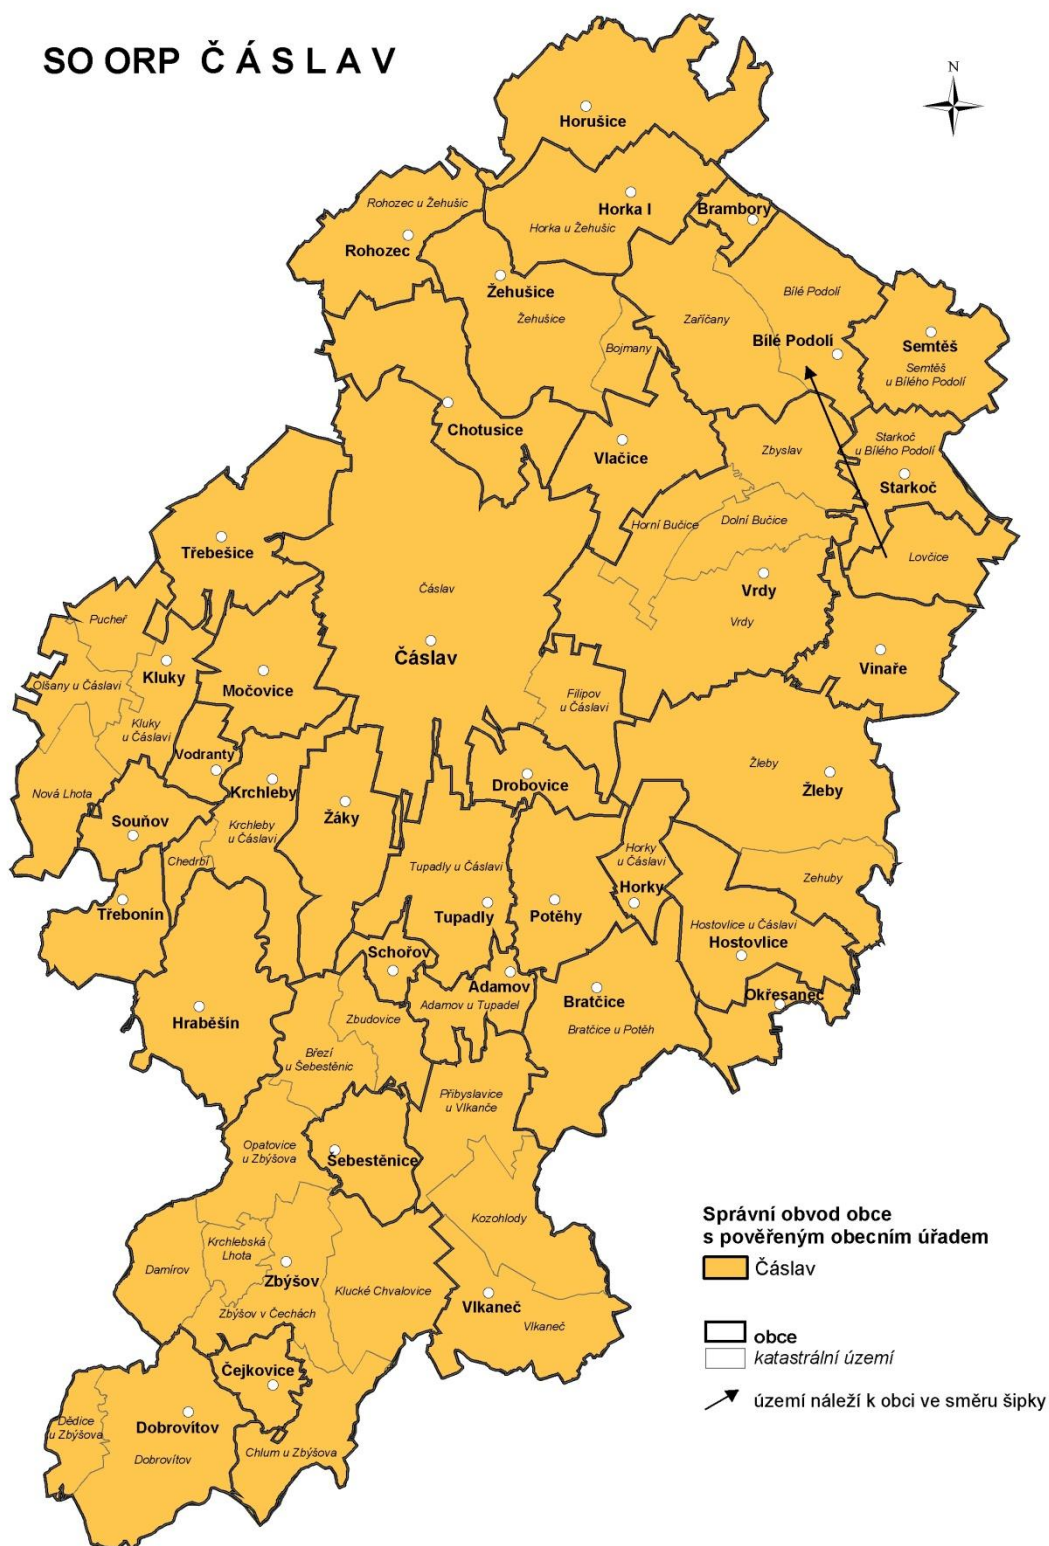 SO ORP ČÁSLAV
N
Horušice
Rohozec u Žehušic
Horka I
Brambory
Horka u Žehušic
Rohozec
Žehušice
Bílé Podolí
Žehušice
Zaříčany
Bojmany
Bílé Podolí
Semtěš
Semtěš
u Bílého Podolí
Chotusice
Vlačice
Zbyslav
Starkoč
u Bílého Podolí
Starkoč
Horní Bučice
Dolní Bučice
Třebešice
Lovčice
Čáslav
Vrdy
Vrdy
Pucheř
Čáslav
Vinaře
Kluky
Močovice
Olšany u Čáslavi
Filipov
u Čáslavi
Kluky
u Čáslavi
Vodranty
Žleby
Nová Lhota
Krchleby
Drobovice
Žleby
Souňov
Žáky
Krchleby
u Čáslavi
Chedrbí
Tupadly u Čáslavi
Horky
u Čáslavi
Zehuby
Horky
Třebonín
Tupadly
Potěhy
Hostovlice u Čáslavi
Hostovlice
Schořov
Adamov
Bratčice
Okřesaneč
Adamov u Tupadel
Hraběšín
Zbudovice
Bratčice u Potěh
Březí
u Šebestěnic
Přibyslavice
u Vlkanče
Opatovice
u Zbýšova
Šebestěnice
Kozohlody
Správní obvod obce
s pověřeným obecním úřadem
Čáslav
Krchlebská
Lhota
Damírov
Zbýšov
Klucké Chvalovice
Zbýšov v Čechách
Vlkaneč
Vlkaneč
obce
katastrální území
Čejkovice
území náleží k obci ve směru šipky
Dědice
u Zbýšova
Dobrovítov
Dobrovítov
Chlum u Zbýšova